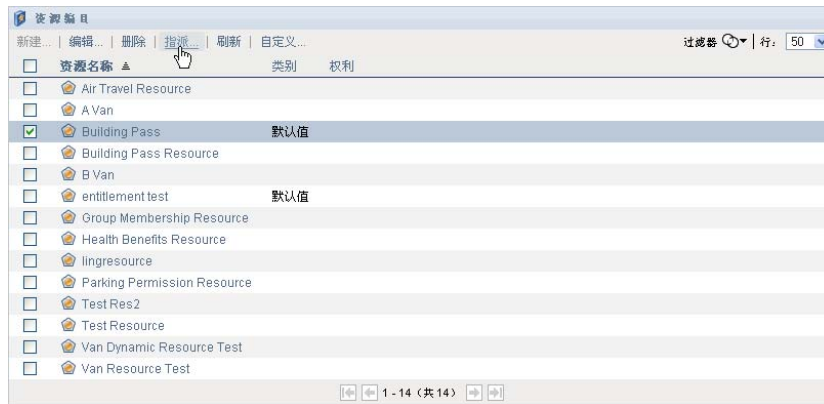 资源编目
新建... | 编辑... | 删除 | 指派... | 刷新 | 自定义... 过滤器 行: 50
资源名称 类别 权利
Air Travel Resource
A Van
Building Pass 默认值
Building Pass Resource
B Van
entitlement test 默认值
Group Membership Resource
Health Benefits Resource
lingresource
Parking Permission Resource
Test Res2
Test Resource
Van Dynamic Resource Test
Van Resource Test
1 - 14 (共14)